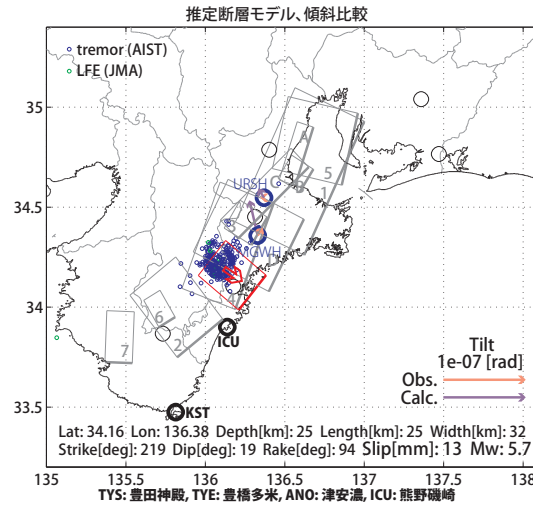 推定断層モデル、傾斜比較
tremor (AIST)
LFE (JMA)
35
34.5
34
33.5
A
5
1
URSH
IGWH
4
6
2
7
ICU
KST
Tilt
1e-07 [rad]
Obs.
Calc.
Lat: 34.16 Lon: 136.38 Depth[km]: 25 Length[km]: 25 Width[km]: 32
Strike[deg]: 219 Dip[deg]: 19 Rake[deg]: 94 Slip[mm]: 13 Mw: 5.7
135 135.5 136 136.5 137 137.5 138
TYS: 豊田神殿, TYE: 豊橋多米, ANO: 津安濃, ICU: 熊野磯崎